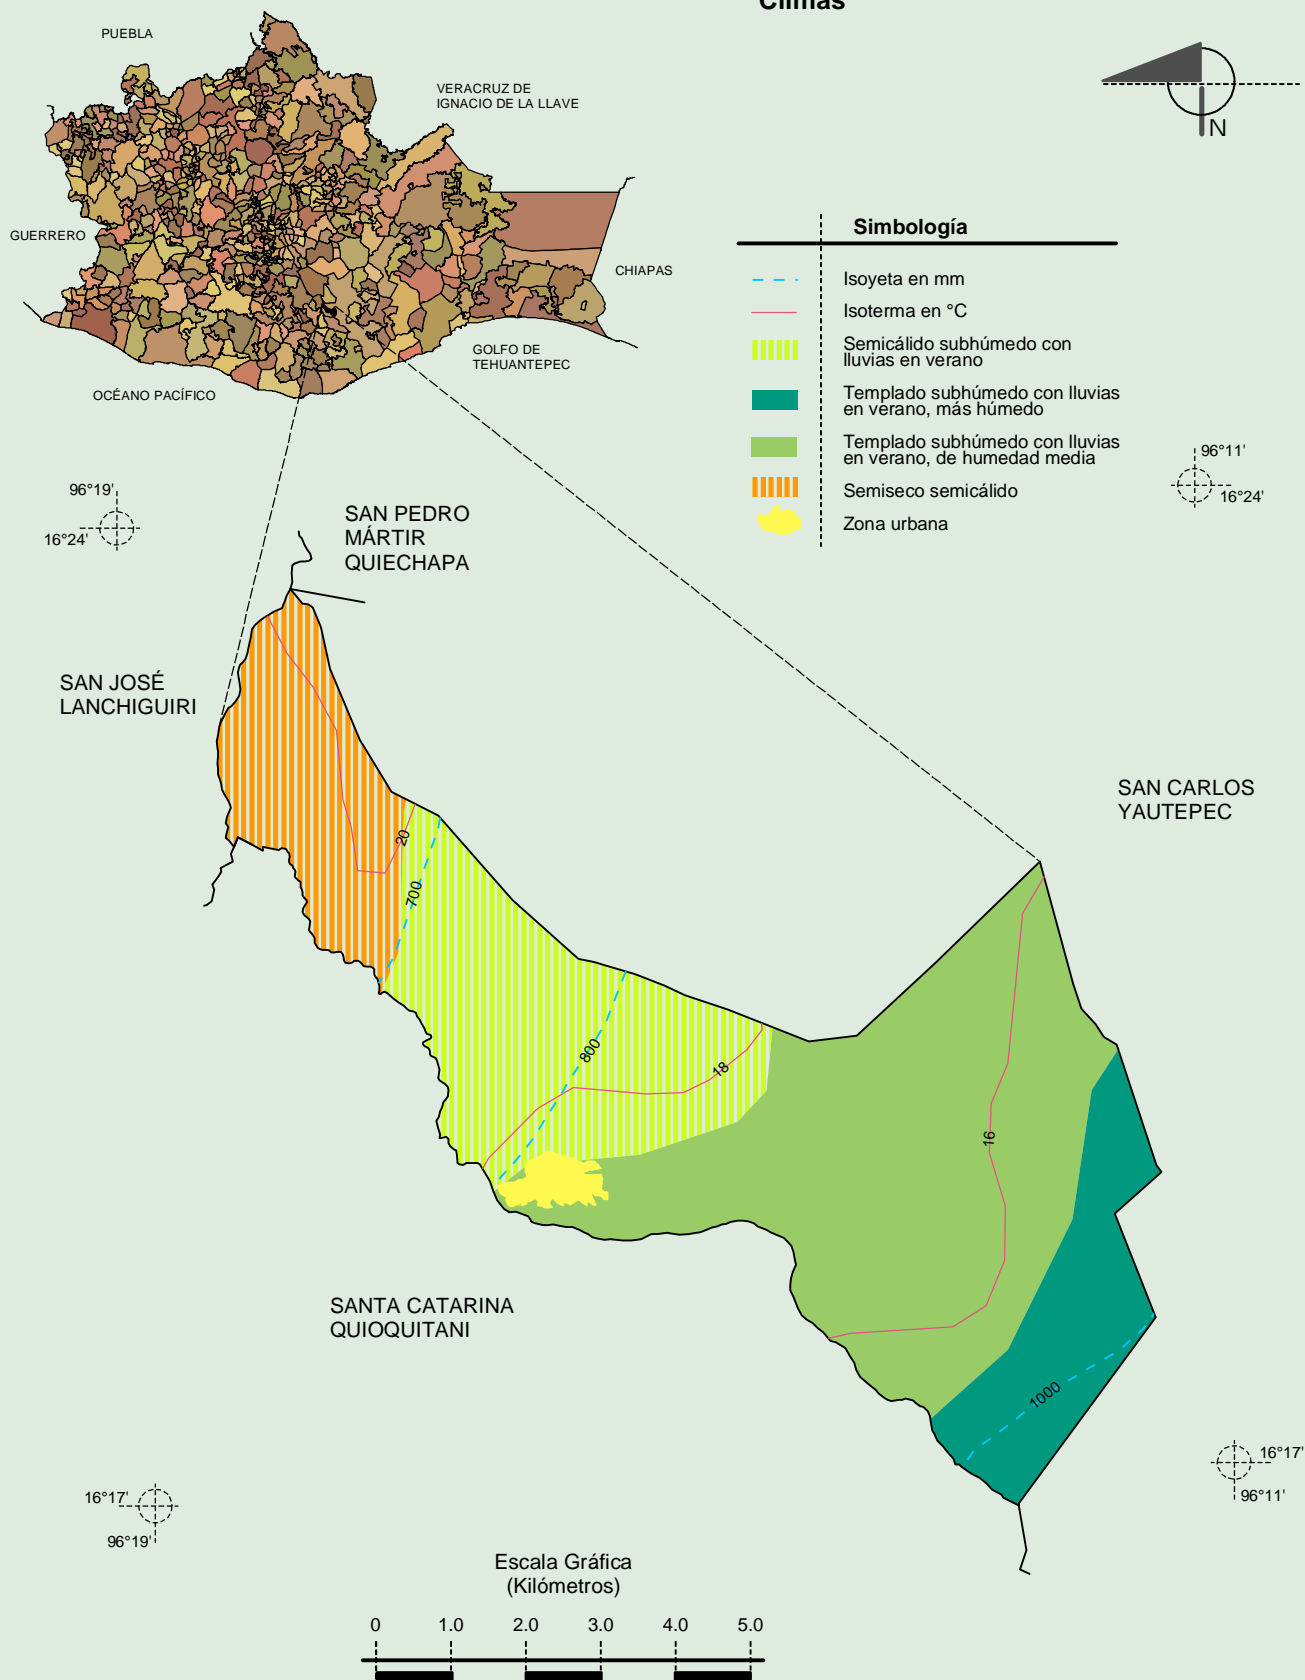 Climas
PUEBLA
VERACRUZ DE
IGNACIO DE LA LLAVE
N
GUERRERO
CHIAPAS
GOLFO DE
TEHUANTEPEC
OCÉANO PACÍFICO
Simbología
Isoyeta en mm
Isoterma en °C
Semicálido subhúmedo con
lluvias en verano
Templado subhúmedo con lluvias
en verano, más húmedo
Templado subhúmedo con lluvias
en verano, de humedad media
Semiseco semicálido
Zona urbana
96°19'
16°24'
96°11'
16°24'
SAN PEDRO
MÁRTIR
QUIECHAPA
SAN JOSÉ
LANCHIGUIRI
SAN CARLOS
YAUTEPEC
20
700
800
18
16
1000
SANTA CATARINA
QUIOQUITANI
16°17'
96°19'
16°17'
96°11'
Escala Gráfica
(Kilómetros)
0 1.0 2.0 3.0 4.0 5.0